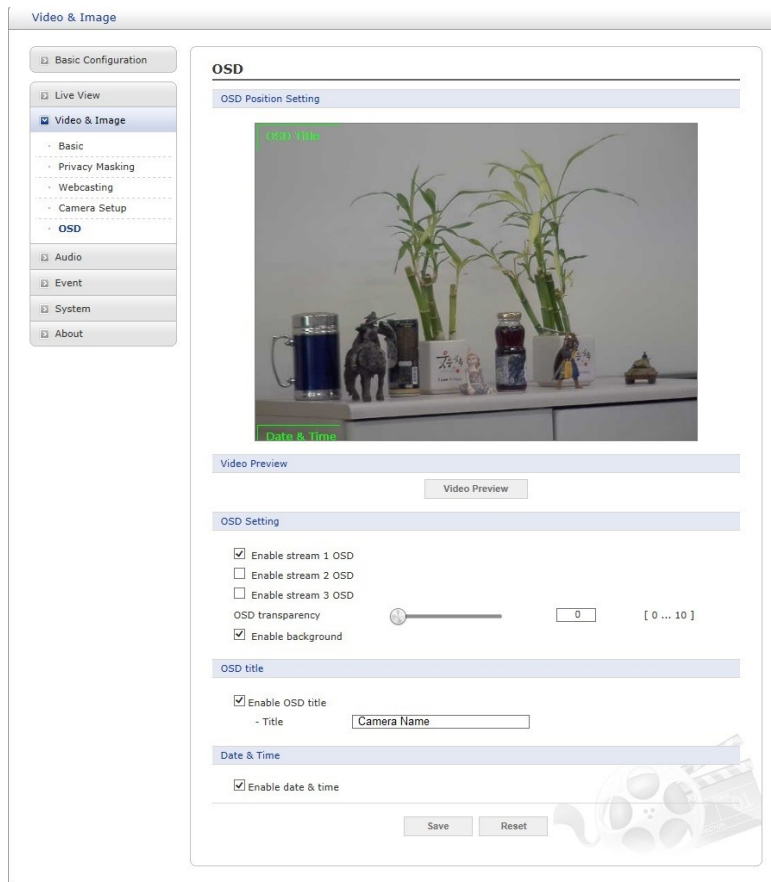 Video & Image
Basic Configuration
Live View
Video & Image
Basic
Privacy Masking
Webcasting
Camera Setup
OSD
Audio
Event
System
About
OSD
OSD Position Setting
OSD Title
Date & Time
Video Preview
Video Preview
OSD Setting
Enable stream 1 OSD
Enable stream 2 OSD
Enable stream 3 OSD
OSD transparency 0 [ 0 ... 10 ]
Enable background
OSD title
Enable OSD title
- Title Camera Name
Date & Time
Enable date & time
Save Reset